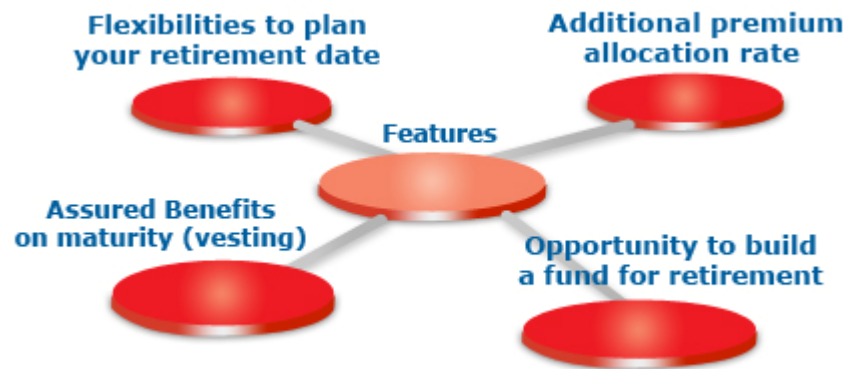 Flexibilities to plan
your retirement date
Additional premium
allocation rate
Features
Assured Benefits
on maturity (vesting)
Opportunity to build
a fund for retirement